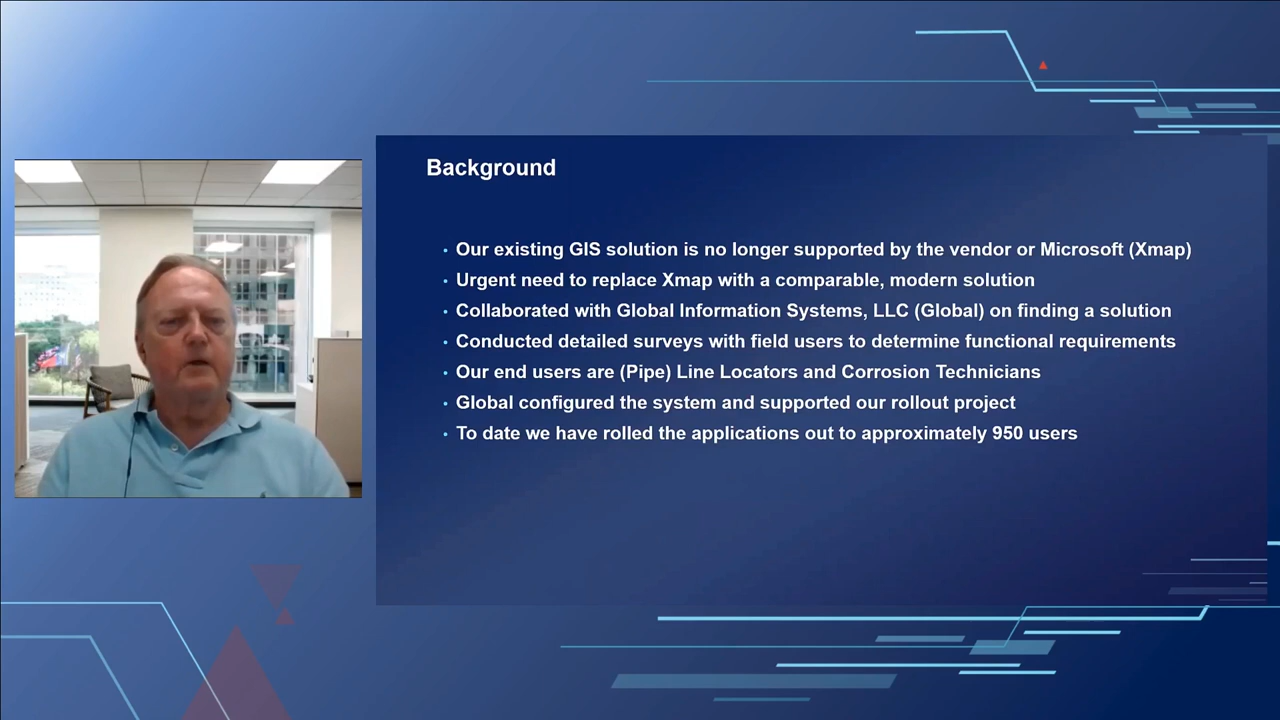 Background
Our existing GIS solution is no longer supported by the vendor or Microsoft (Xmap)
Urgent need to replace Xmap with a comparable, modern solution
Collaborated with Global Information Systems, LLC (Global) on finding a solution
Conducted detailed surveys with field users to determine functional requirements
Our end users are (Pipe) Line Locators and Corrosion Technicians
Global configured the system and supported our rollout project
To date we have rolled the applications out to approximately 950 users